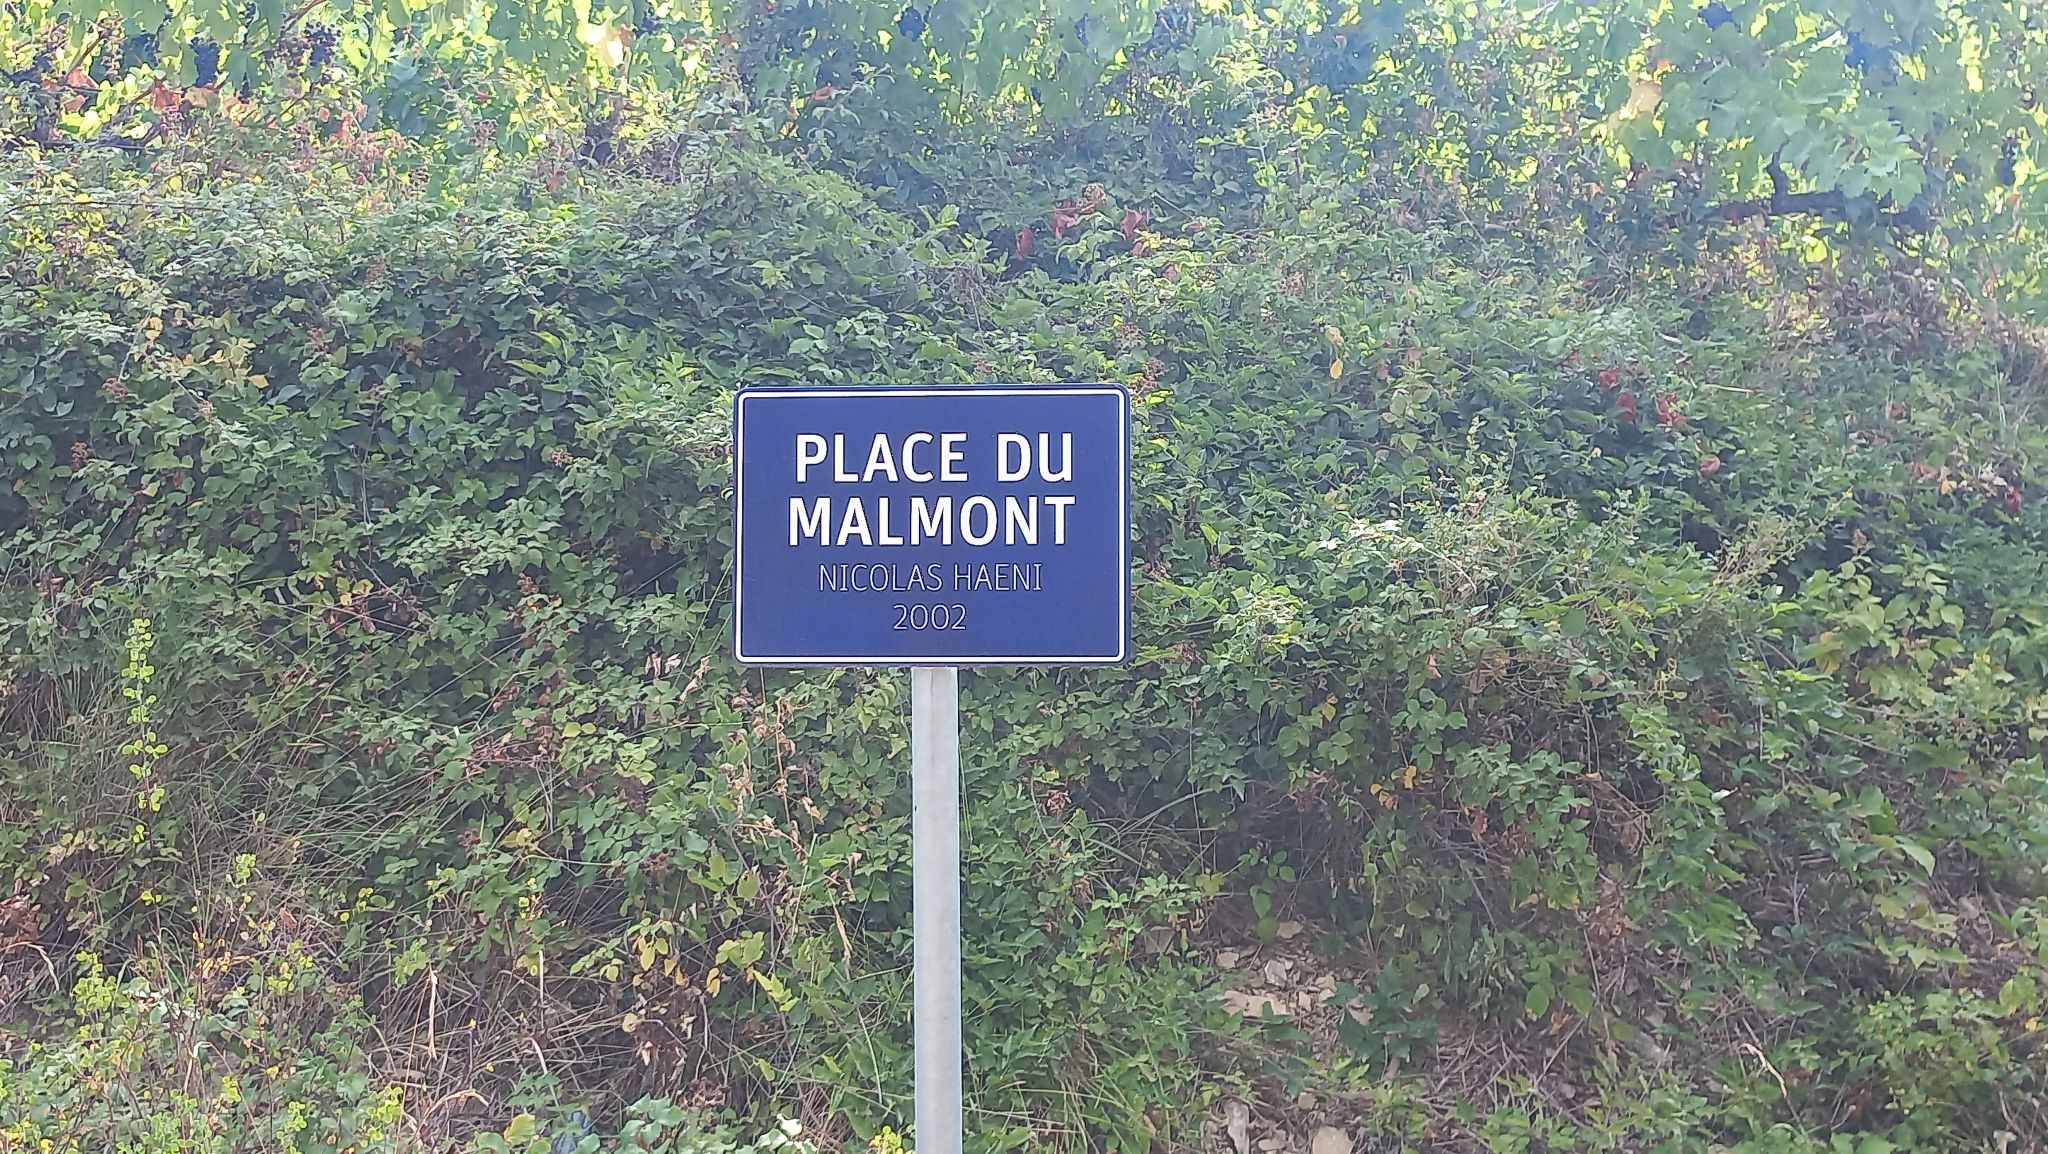 PLACE DU
MALMONT
NICOLAS HAENI
2002